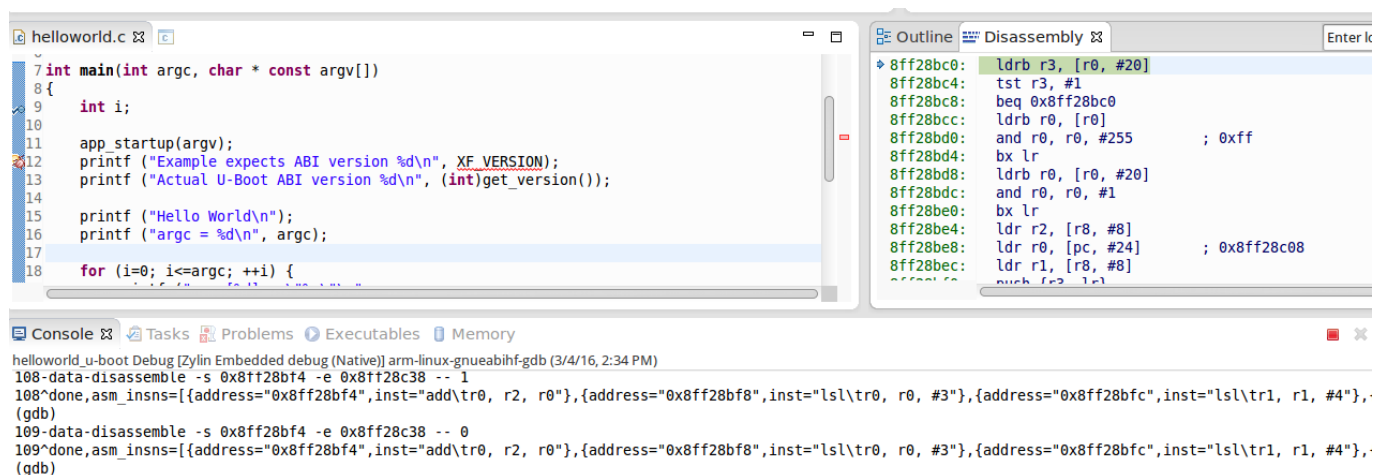 helloworld.c
7 int main(int argc, char * const argv[])
8 {
9     int i;
10
11     app_startup(argv);
12     printf ("Example expects ABI version %d\n", XF_VERSION);
13     printf ("Actual U-Boot ABI version %d\n", (int)get_version());
14
15     printf ("Hello World\n");
16     printf ("argc = %d\n", argc);
17
18     for (i=0; i<=argc; ++i) {
Outline Disassembly Enter lo
8ff28bc0: ldrb r3, [r0, #20]
8ff28bc4: tst r3, #1
8ff28bc8: beq 0x8ff28bc0
8ff28bcc: ldrb r0, [r0]
8ff28bd0: and r0, r0, #255 ; 0xff
8ff28bd4: bx lr
8ff28bd8: ldrb r0, [r0, #20]
8ff28bdc: and r0, r0, #1
8ff28be0: bx lr
8ff28be4: ldr r2, [r8, #8]
8ff28be8: ldr r0, [pc, #24] ; 0x8ff28c08
8ff28bec: ldr r1, [r8, #8]
push {r3, lr}
Console Tasks Problems Executables Memory
helloworld_u-boot Debug [Zylin Embedded debug (Native)] arm-linux-gnueabihf-gdb (3/4/16, 2:34 PM)
108-data-disassemble -s 0x8ff28bf4 -e 0x8ff28c38 -- 1
108^done,asm_insns=[{address="0x8ff28bf4",inst="add\tr0, r2, r0"},{address="0x8ff28bf8",inst="lsl\tr0, r0, #3"},{address="0x8ff28bfc",inst="lsl\tr1, r1, #4"},
(gdb)
109-data-disassemble -s 0x8ff28bf4 -e 0x8ff28c38 -- 0
109^done,asm_insns=[{address="0x8ff28bf4",inst="add\tr0, r2, r0"},{address="0x8ff28bf8",inst="lsl\tr0, r0, #3"},{address="0x8ff28bfc",inst="lsl\tr1, r1, #4"},
(gdb)